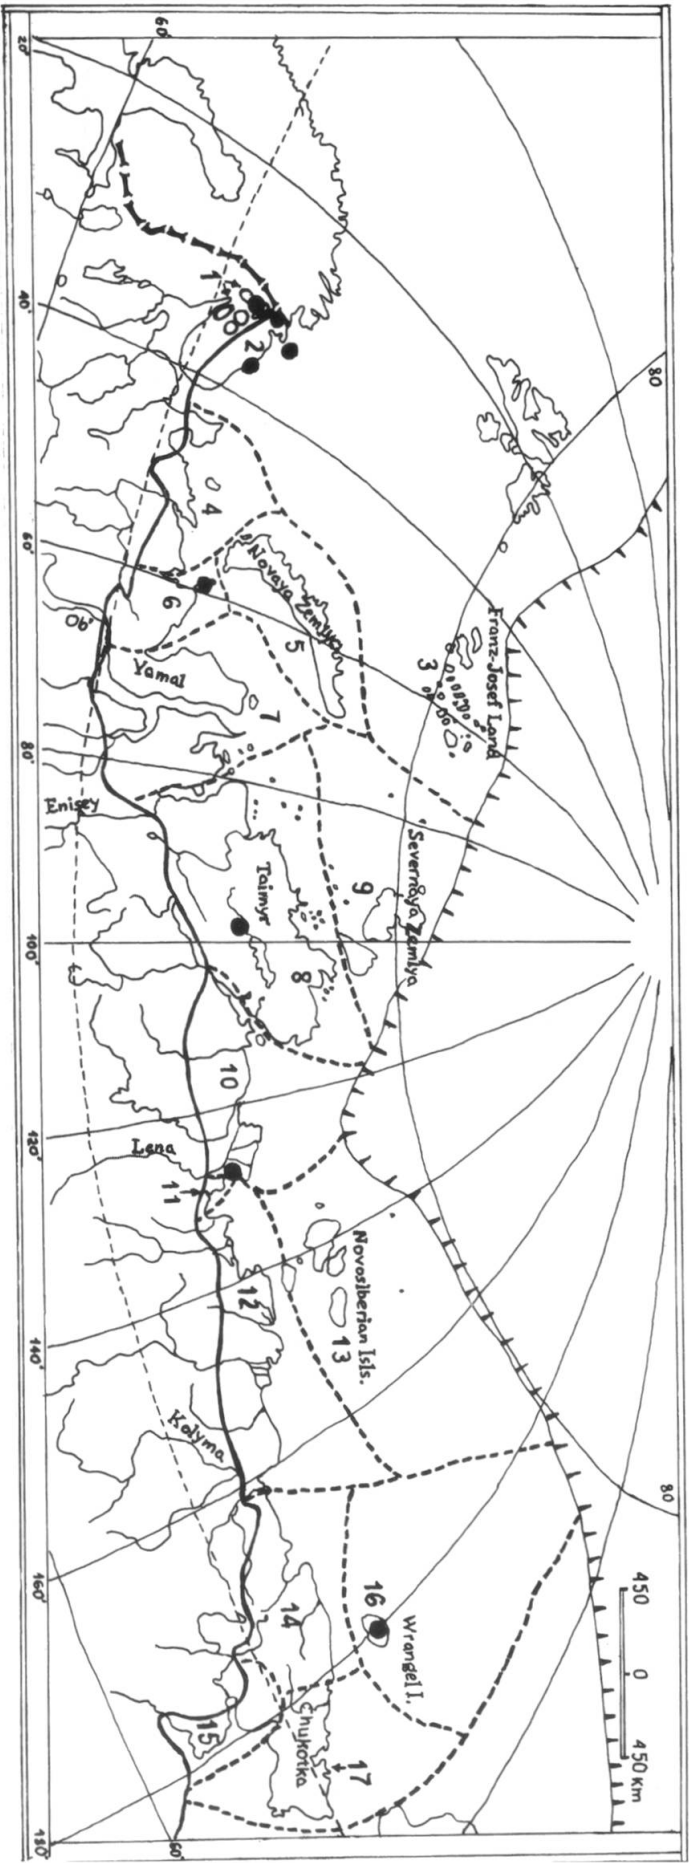 80
80
450 0 450 Km
Franz-Josef Land
3
Severnaya Zemlya
9
Novosiberian Isls.
13
Wrangel I.
16
17
Chukotka
14
15
Novaya Zemlya
5
4
6
Yamal
7
Taimyr
8
10
12
11
1
2
Ob'
Enisey
Lena
Kolyma
60°
60°
20°
40°
60°
80°
100°
120°
140°
160°
180°